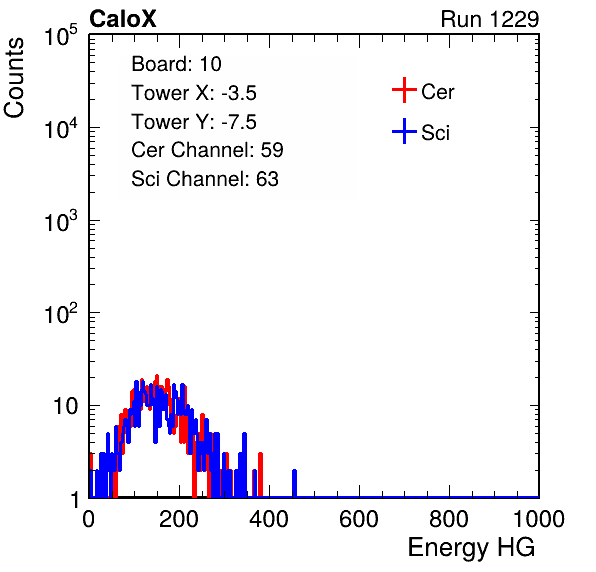 CaloX Run 1229
Counts
Board: 10
Tower X: -3.5
Tower Y: -7.5
Cer Channel: 59
Sci Channel: 63
Cer
Sci
10^5
10^4
10^3
10^2
10
1
0 200 400 600 800 1000
Energy HG